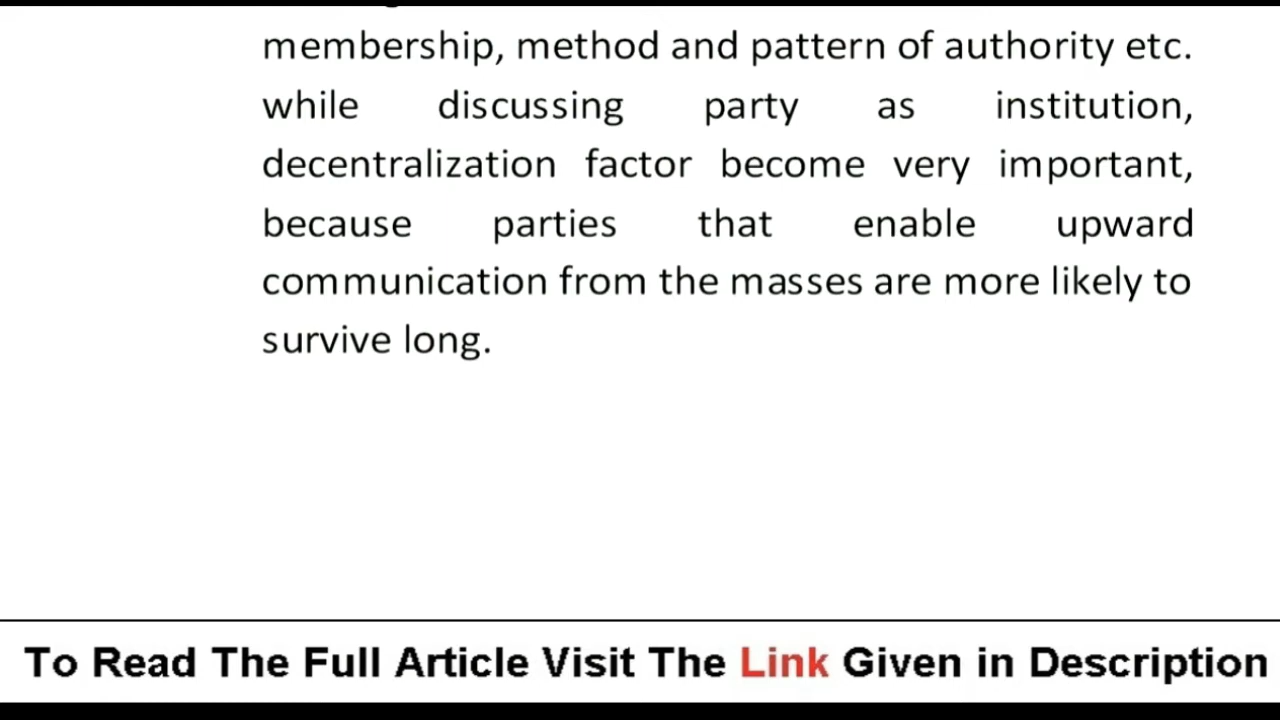 membership, method and pattern of authority etc.
while discussing party as institution,
decentralization factor become very important,
because parties that enable upward
communication from the masses are more likely to
survive long.
To Read The Full Article Visit The Link Given in Description